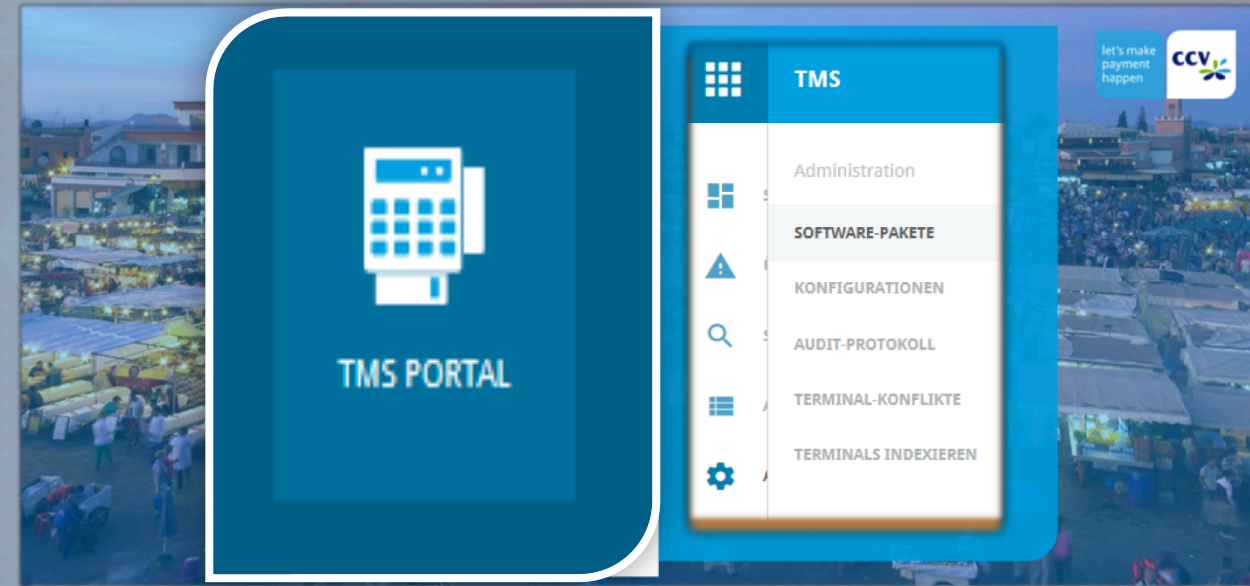 let's make
payment
happen
CCV
TMS PORTAL
TMS
Administration
SOFTWARE-PAKETE
KONFIGURATIONEN
AUDIT-PROTOKOLL
TERMINAL-KONFLIKTE
TERMINALS INDEXIEREN